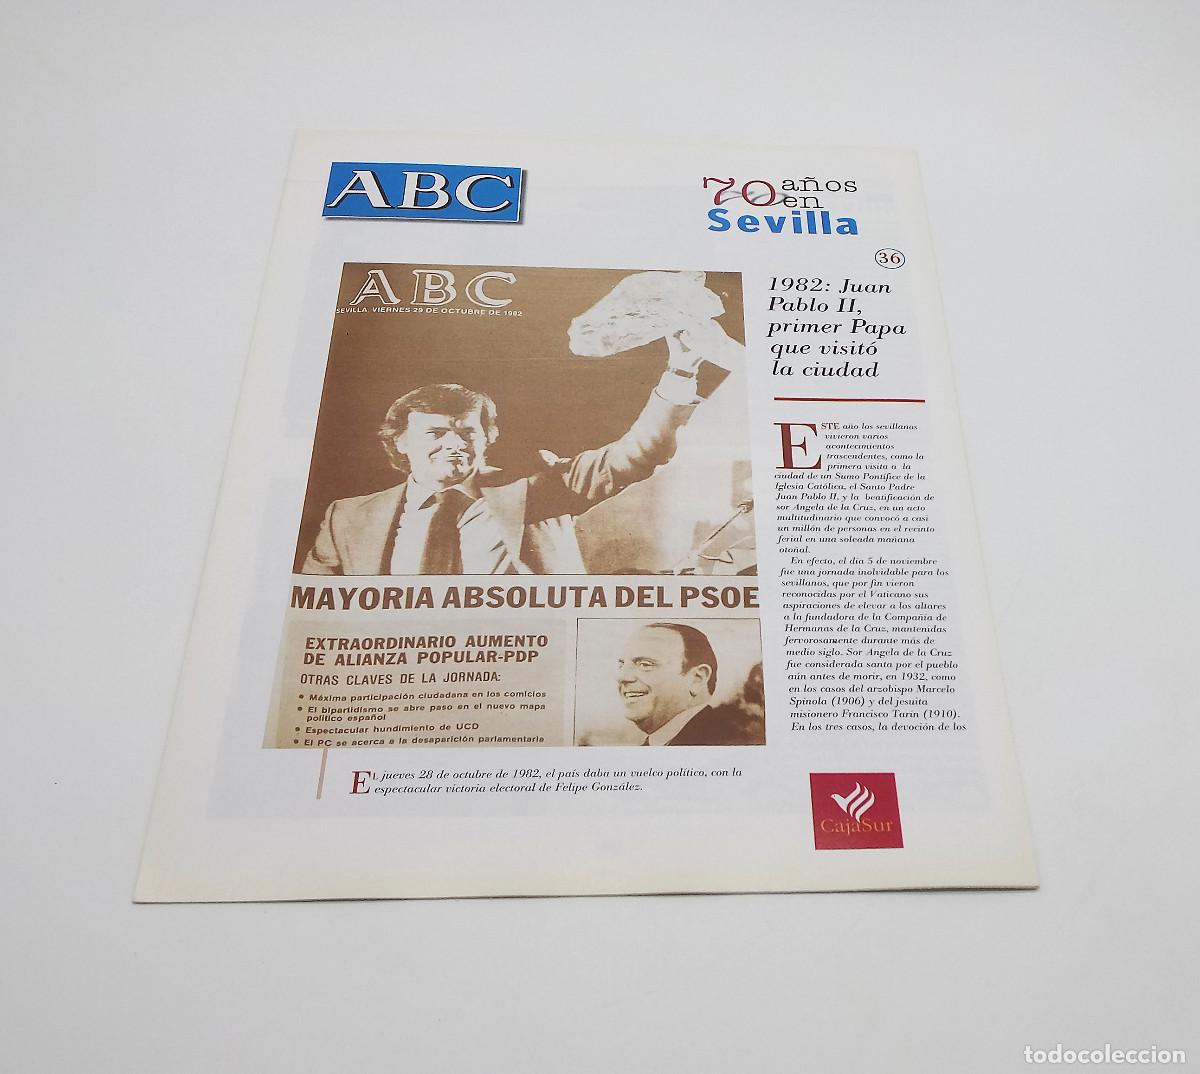 ABC
70 años
en
Sevilla
36
ABC
SEVILLA, VIERNES 29 DE OCTUBRE DE 1982
MAYORIA ABSOLUTA DEL PSOE
EXTRAORDINARIO AUMENTO
DE ALIANZA POPULAR-PDP
OTRAS CLAVES DE LA JORNADA:
• Máxima participación ciudadana en los comicios
• El bipartidismo se abre paso en el nuevo mapa
político español
• Espectacular hundimiento de UCD
• El PC se acerca a la desaparición parlamentaria
EL jueves 28 de octubre de 1982, el país daba un vuelco político, con la
espectacular victoria electoral de Felipe González.
1982: Juan
Pablo II,
primer Papa
que visitó
la ciudad
ESTE año los sevillanos
vivieron varios
acontecimientos
trascendentes, como la
primera visita a la
ciudad de un Sumo Pontífice de la
Iglesia Católica, el Santo Padre
Juan Pablo II, y la beatificación de
sor Angela de la Cruz, en un acto
multitudinario que convocó a casi
un millón de personas en el recinto
ferial en una soleada mañana
otoñal.
En efecto, el día 5 de noviembre
fue una jornada inolvidable para los
sevillanos, que por fin vieron
reconocidas por el Vaticano sus
aspiraciones de elevar a los altares
a la fundadora de la Compañía de
Hermanas de la Cruz, mantenidas
fervorosamente durante más de
medio siglo. Sor Angela de la Cruz
fue considerada santa por el pueblo
aún antes de morir, en 1932, como
en los casos del arzobispo Marcelo
Spínola (1906) y del jesuita
misionero Francisco Tarín (1910).
En los tres casos, la devoción de los
CajaSur
todocoleccion